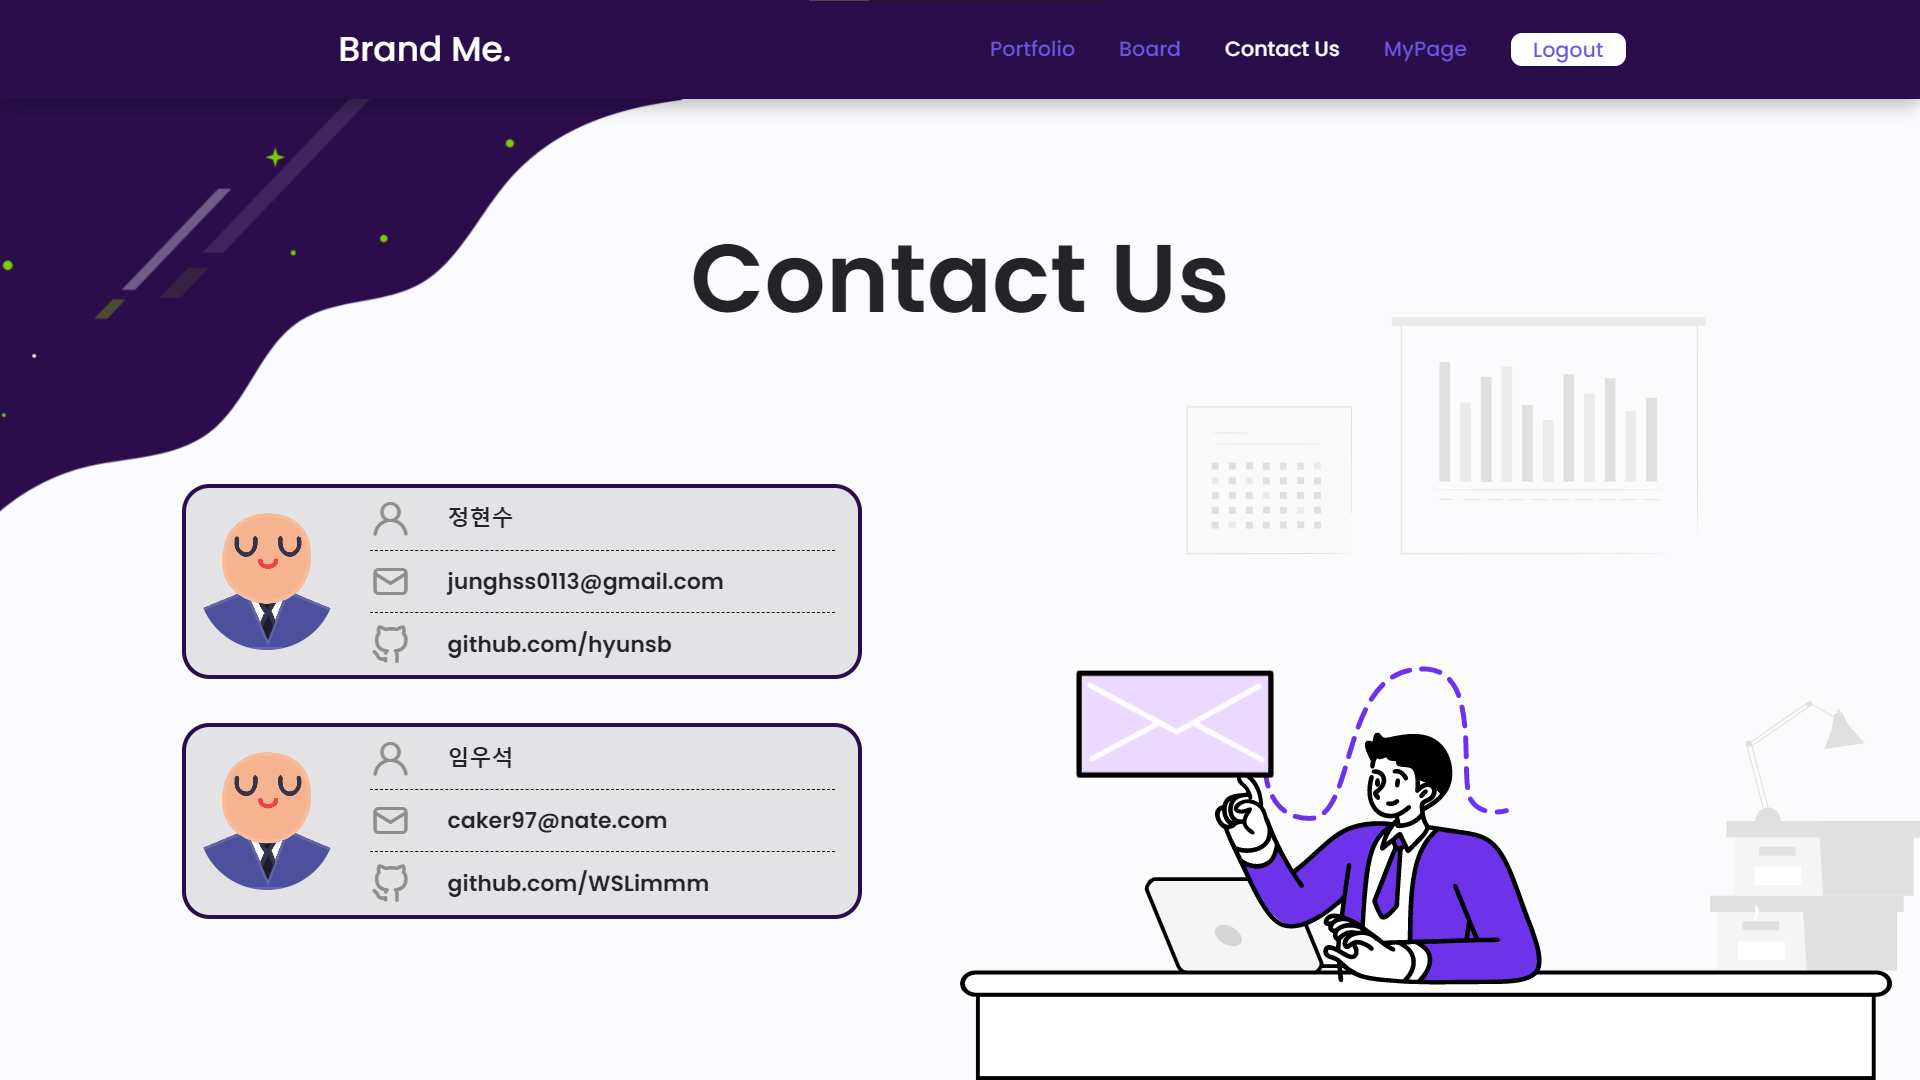 Brand Me.
Portfolio
Board
Contact Us
MyPage
Logout
Contact Us
정현수
junghss0113@gmail.com
github.com/hyunsb
임우석
caker97@nate.com
github.com/WSLimmm